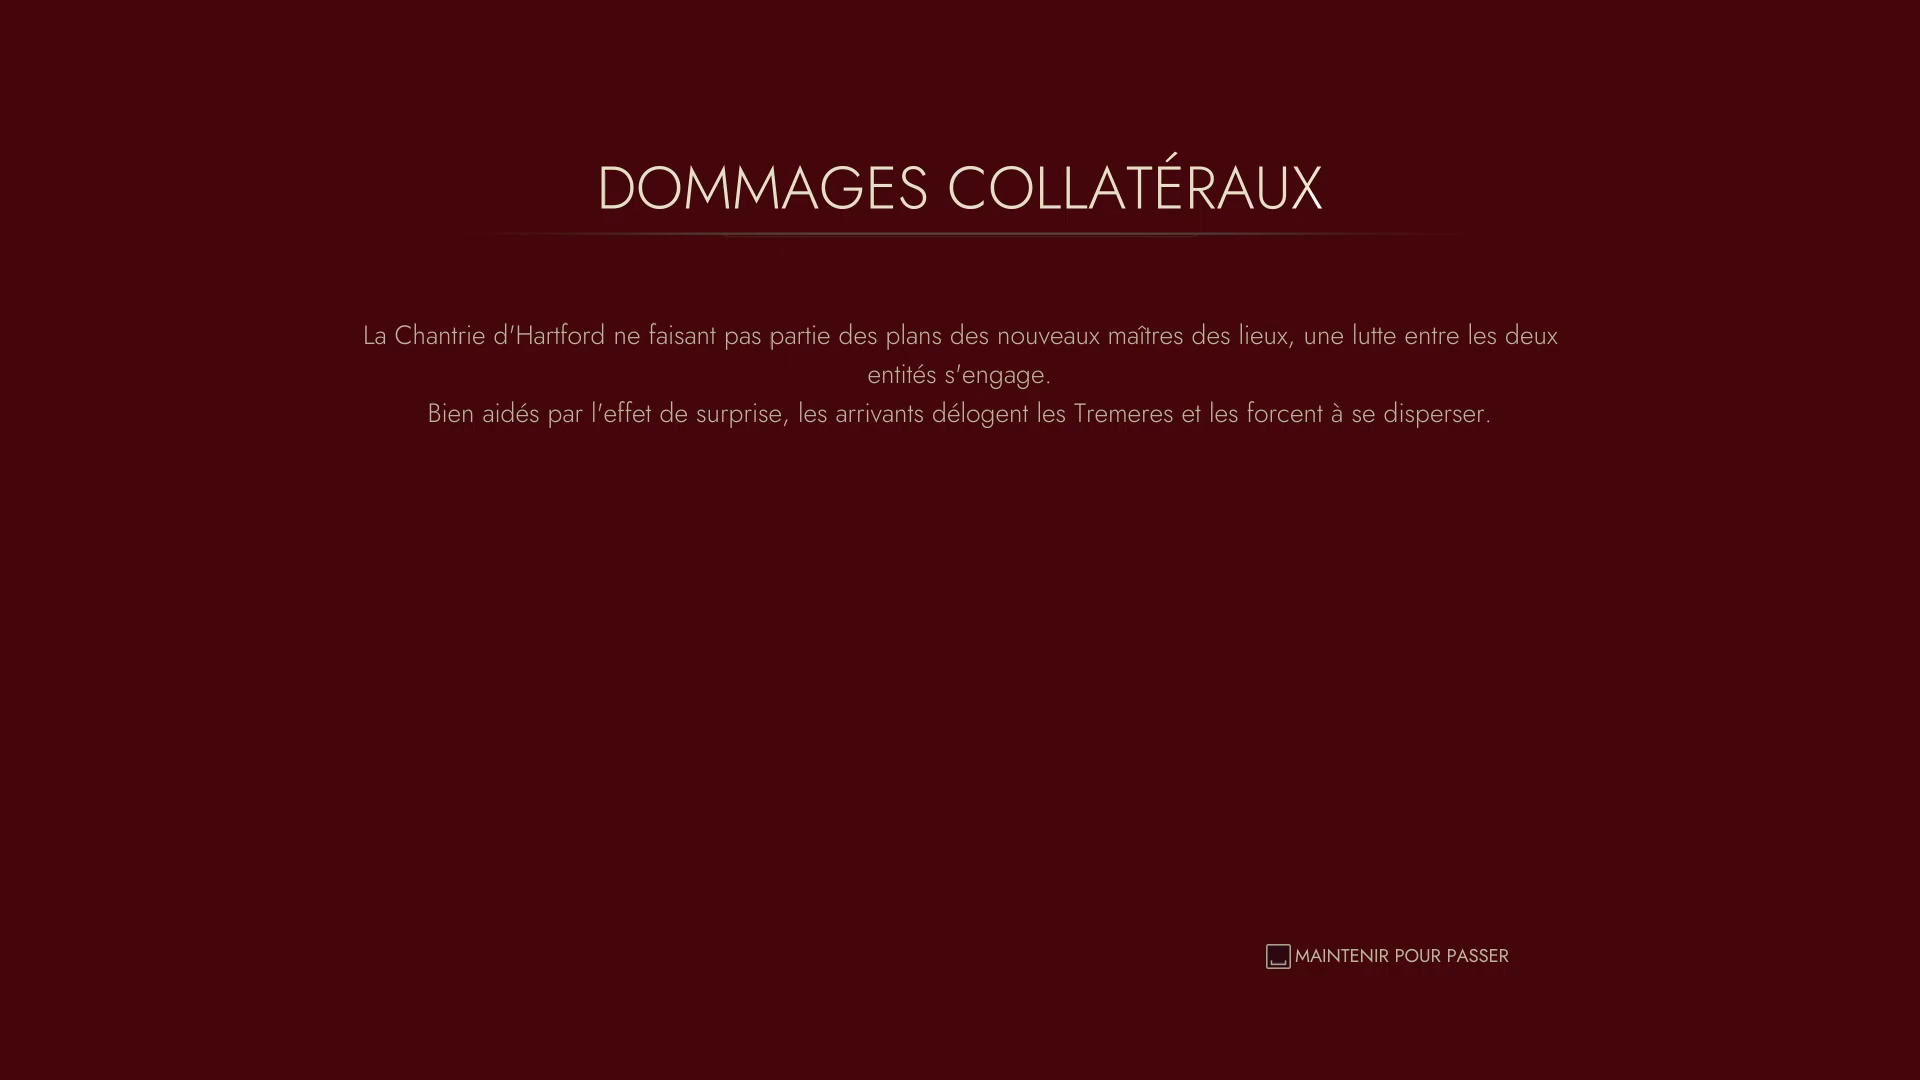 DOMMAGES COLLATÉRAUX
La Chantrie d'Hartford ne faisant pas partie des plans des nouveaux maîtres des lieux, une lutte entre les deux
entités s'engage.
Bien aidés par l'effet de surprise, les arrivants délogent les Tremeres et les forcent à se disperser.
MAINTENIR POUR PASSER